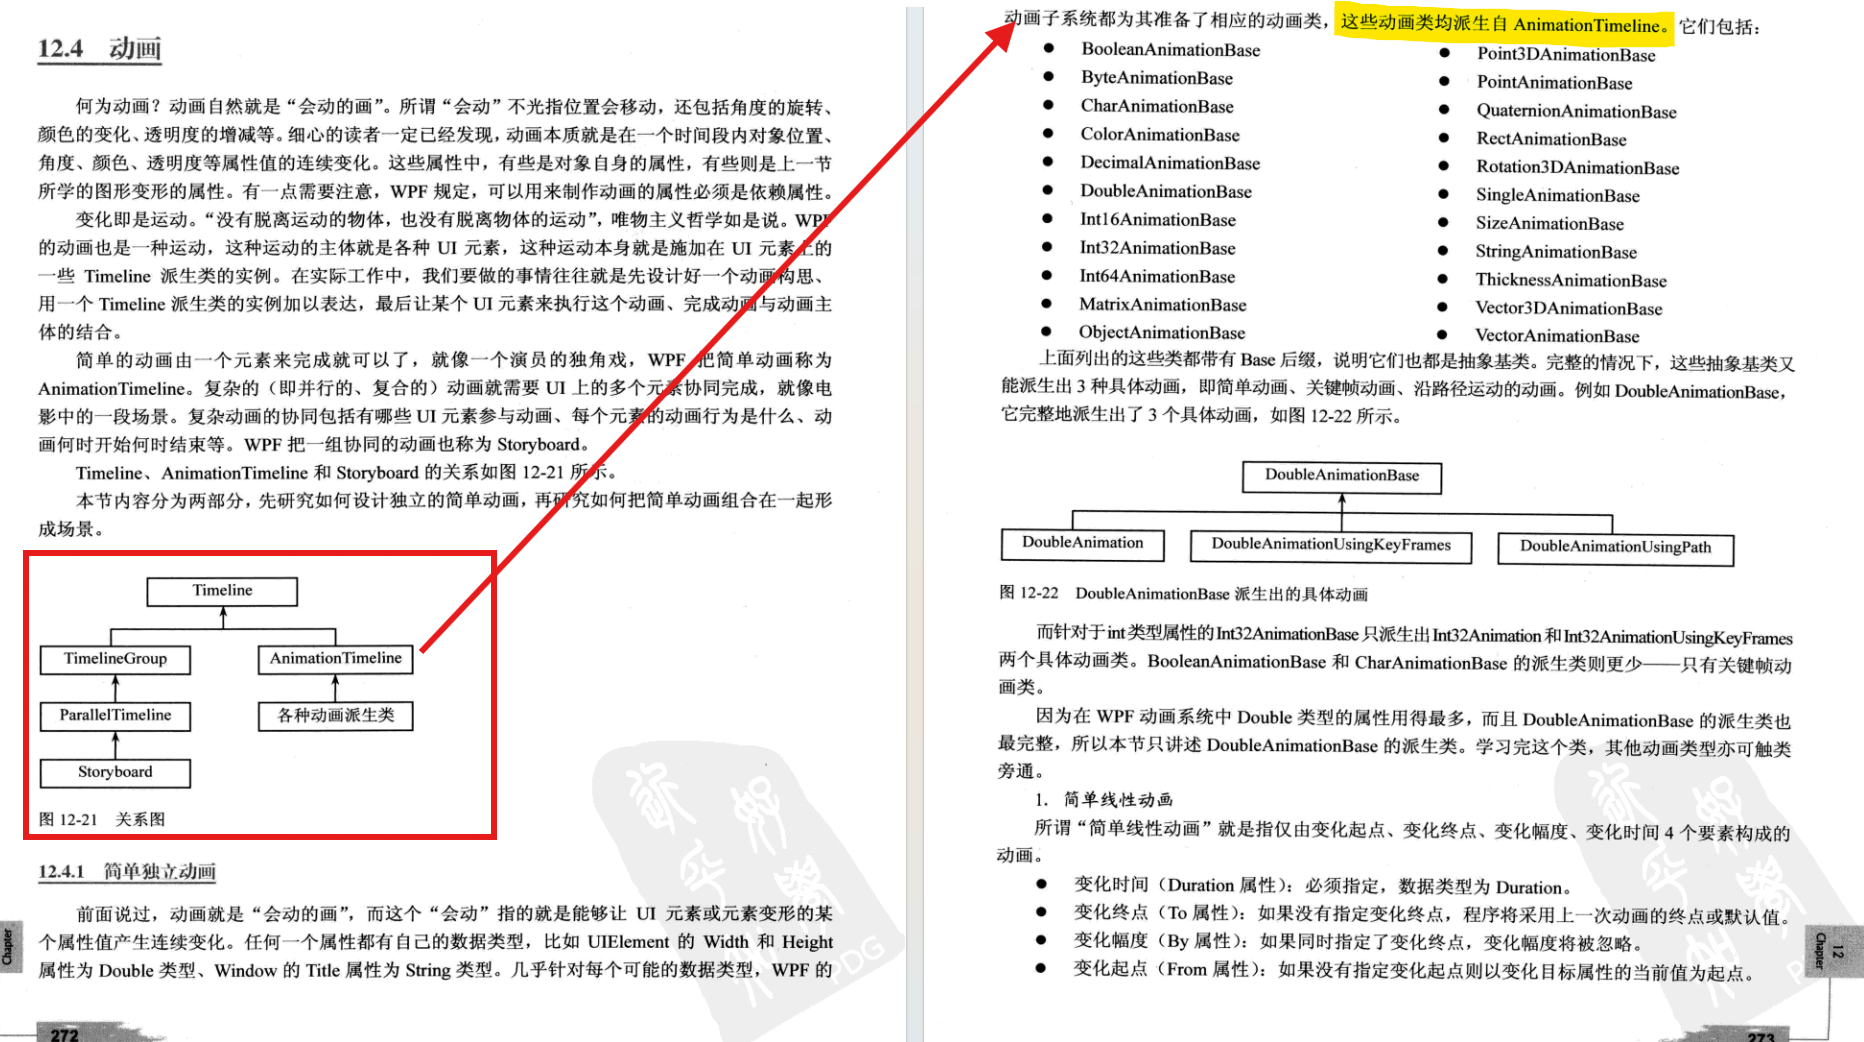 12.4 动画
何为动画？动画自然就是“会动的画”。所谓“会动”不光指位置会移动，还包括角度的旋转、
颜色的变化、透明度的增减等。细心的读者一定已经发现，动画本质就是在一个时间段内对象位置、
角度、颜色、透明度等属性值的连续变化。这些属性中，有些是对象自身的属性，有些则是上一节
所学的图形变形的属性。有一点需要注意，WPF 规定，可以用来制作动画的属性必须是依赖属性。
变化即是运动。“没有脱离运动的物体，也没有脱离物体的运动”，唯物主义哲学如是说。WPF
的动画也是一种运动，这种运动的主体就是各种 UI 元素，这种运动本身就是施加在 UI 元素上的
一些 Timeline 派生类的实例。在实际工作中，我们要做的事情往往就是先设计好一个动画构思、
用一个 Timeline 派生类的实例加以表达，最后让某个 UI 元素来执行这个动画、完成动画与动画主
体的结合。
简单的动画由一个元素来完成就可以了，就像一个演员的独角戏，WPF 把简单动画称为
AnimationTimeline。复杂的（即并行的、复合的）动画就需要 UI 上的多个元素协同完成，就像电
影中的一段场景。复杂动画的协同包括有哪些 UI 元素参与动画、每个元素的动画行为是什么、动
画何时开始何时结束等。WPF 把一组协同的动画也称为 Storyboard。
Timeline、AnimationTimeline 和 Storyboard 的关系如图 12-21 所示。
本节内容分为两部分，先研究如何设计独立的简单动画，再研究如何把简单动画组合在一起形
成场景。
Timeline
TimelineGroup
AnimationTimeline
ParallelTimeline
各种动画派生类
Storyboard
图 12-21 关系图
12.4.1 简单独立动画
前面说过，动画就是“会动的画”，而这个“会动”指的就是能够让 UI 元素或元素变形的某
个属性值产生连续变化。任何一个属性都有自己的数据类型，比如 UIElement 的 Width 和 Height
属性为 Double 类型、Window 的 Title 属性为 String 类型。几乎针对每个可能的数据类型，WPF 的
Chapter
272
动画子系统都为其准备了相应的动画类，这些动画类均派生自 AnimationTimeline。它们包括：
● BooleanAnimationBase
● ByteAnimationBase
● CharAnimationBase
● ColorAnimationBase
● DecimalAnimationBase
● DoubleAnimationBase
● Int16AnimationBase
● Int32AnimationBase
● Int64AnimationBase
● MatrixAnimationBase
● ObjectAnimationBase
● Point3DAnimationBase
● PointAnimationBase
● QuaternionAnimationBase
● RectAnimationBase
● Rotation3DAnimationBase
● SingleAnimationBase
● SizeAnimationBase
● StringAnimationBase
● ThicknessAnimationBase
● Vector3DAnimationBase
● VectorAnimationBase
上面列出的这些类都带有 Base 后缀，说明它们也都是抽象基类。完整的情况下，这些抽象基类又
能派生出 3 种具体动画，即简单动画、关键帧动画、沿路径运动的动画。例如 DoubleAnimationBase，
它完整地派生出了 3 个具体动画，如图 12-22 所示。
DoubleAnimationBase
DoubleAnimation
DoubleAnimationUsingKeyFrames
DoubleAnimationUsingPath
图 12-22 DoubleAnimationBase 派生出的具体动画
而针对于 int 类型属性的 Int32AnimationBase 只派生出 Int32Animation 和 Int32AnimationUsingKeyFrames
两个具体动画类。BooleanAnimationBase 和 CharAnimationBase 的派生类则更少——只有关键帧动
画类。
因为在 WPF 动画系统中 Double 类型的属性用得最多，而且 DoubleAnimationBase 的派生类也
最完整，所以本节只讲述 DoubleAnimationBase 的派生类。学习完这个类，其他动画类型亦可触类
旁通。
1. 简单线性动画
所谓“简单线性动画”就是指仅由变化起点、变化终点、变化幅度、变化时间 4 个要素构成的
动画。
● 变化时间（Duration 属性）：必须指定，数据类型为 Duration。
● 变化终点（To 属性）：如果没有指定变化终点，程序将采用上一次动画的终点或默认值。
● 变化幅度（By 属性）：如果同时指定了变化终点，变化幅度将被忽略。
● 变化起点（From 属性）：如果没有指定变化起点则以变化目标属性的当前值为起点。
12
Chapter
273
PDG